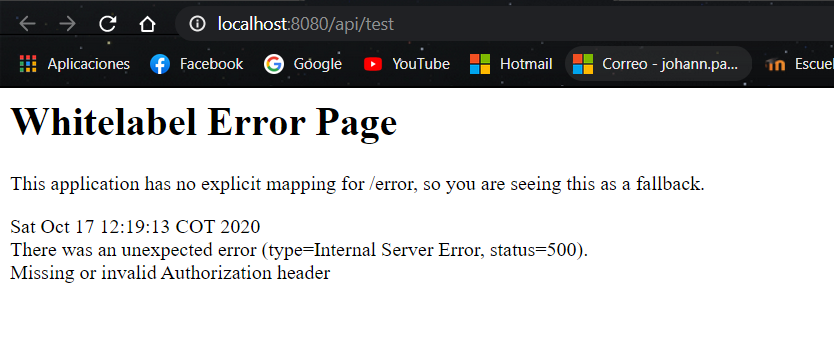 localhost:8080/api/test
Aplicaciones Facebook Google YouTube Hotmail Correo - johann.pa... Escuel
Whitelabel Error Page
This application has no explicit mapping for /error, so you are seeing this as a fallback.
Sat Oct 17 12:19:13 COT 2020
There was an unexpected error (type=Internal Server Error, status=500).
Missing or invalid Authorization header